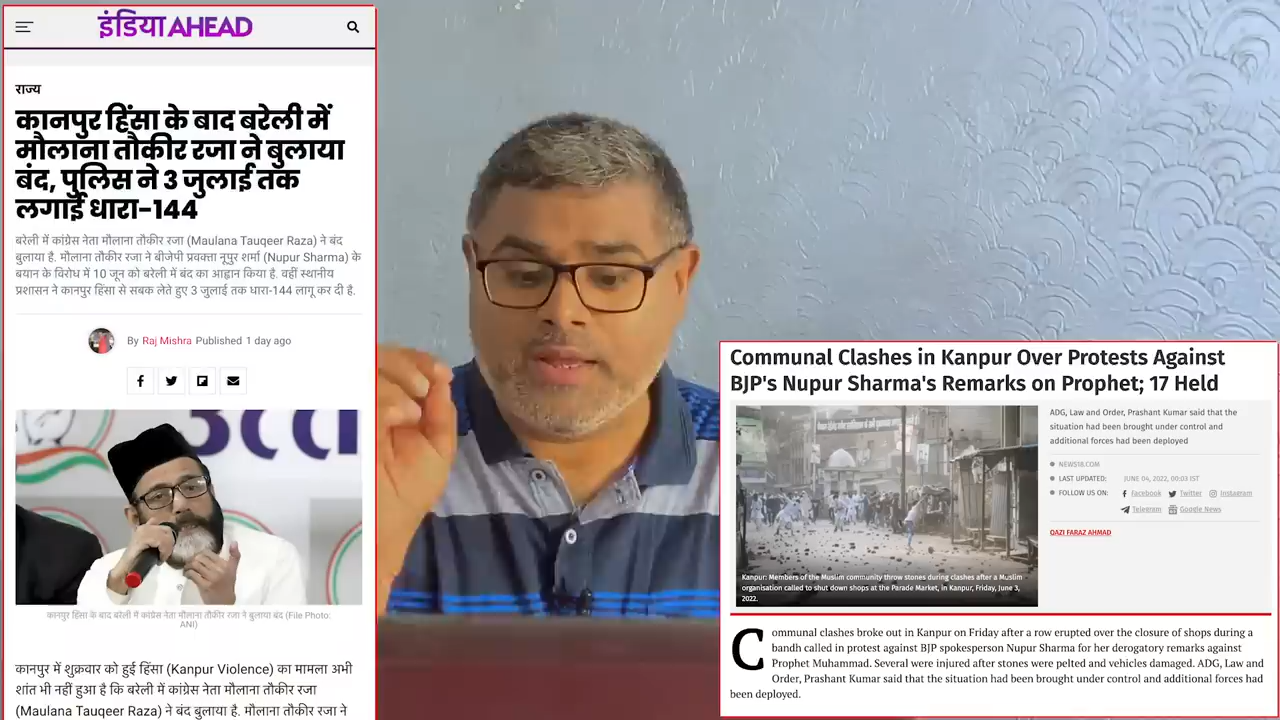 इंडिया AHEAD
राज्य
कानपुर हिंसा के बाद बरेली में
मौलाना तौकीर रजा ने बुलाया
बंद, पुलिस ने 3 जुलाई तक
लगाई धारा-144
बरेली में कांग्रेस नेता मौलाना तौकीर रजा (Maulana Tauqeer Raza) ने बंद
बुलाया है. मौलाना तौकीर रजा ने बीजेपी प्रवक्ता नूपुर शर्मा (Nupur Sharma) के
बयान के विरोध में 10 जून को बरेली में बंद का आह्वान किया है. वहीं स्थानीय
प्रशासन ने कानपुर हिंसा से सबक लेते हुए 3 जुलाई तक धारा-144 लागू कर दी है.
By Raj Mishra Published 1 day ago
कानपुर हिंसा के बाद बरेली में कांग्रेस नेता मौलाना तौकीर रजा ने बुलाया बंद (File Photo:
ANI)
कानपुर में शुक्रवार को हुई हिंसा (Kanpur Violence) का मामला अभी
शांत भी नहीं हुआ है कि बरेली में कांग्रेस नेता मौलाना तौकीर रजा
(Maulana Tauqeer Raza) ने बंद बुलाया है. मौलाना तौकीर रजा ने
Communal Clashes in Kanpur Over Protests Against
BJP's Nupur Sharma's Remarks on Prophet; 17 Held
ADG, Law and Order, Prashant Kumar said that the
situation had been brought under control and
additional forces had been deployed
NEWS18.COM
LAST UPDATED: JUNE 04, 2022, 00:03 IST
FOLLOW US ON: Facebook Twitter Instagram
Telegram Google News
QAZI FARAZ AHMAD
Kanpur: Members of the Muslim community throw stones during clashes after a Muslim
organisation called to shut down shops at the Parade Market, in Kanpur, Friday, June 3,
2022.
Communal clashes broke out in Kanpur on Friday after a row erupted over the closure of shops during a
bandh called in protest against BJP spokesperson Nupur Sharma for her derogatory remarks against
Prophet Muhammad. Several were injured after stones were pelted and vehicles damaged. ADG, Law and
Order, Prashant Kumar said that the situation had been brought under control and additional forces had
been deployed.